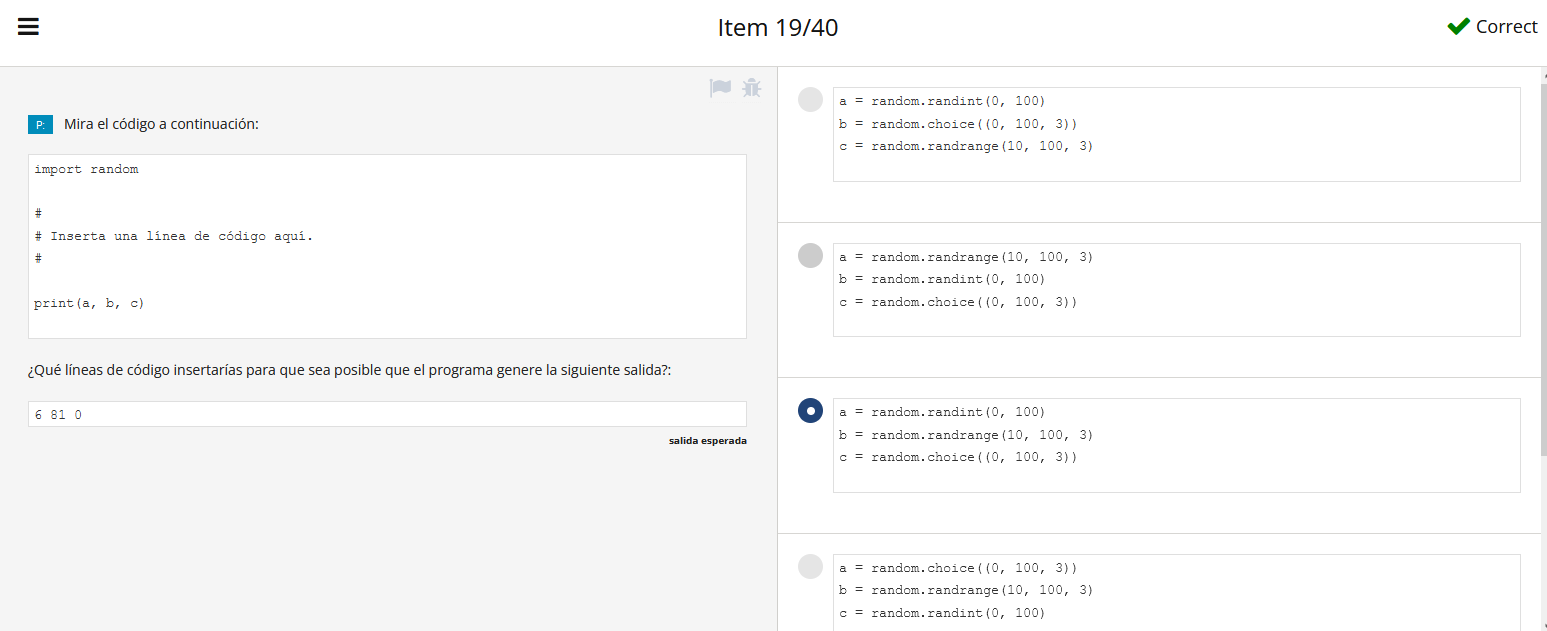 Item 19/40
Correct
P: Mira el código a continuación:
import random
#
# Inserta una línea de código aquí.
#
print(a, b, c)
¿Qué líneas de código insertarías para que sea posible que el programa genere la siguiente salida?:
6 81 0
salida esperada
a = random.randint(0, 100)
b = random.choice((0, 100, 3))
c = random.randrange(10, 100, 3)
a = random.randrange(10, 100, 3)
b = random.randint(0, 100)
c = random.choice((0, 100, 3))
a = random.randint(0, 100)
b = random.randrange(10, 100, 3)
c = random.choice((0, 100, 3))
a = random.choice((0, 100, 3))
b = random.randrange(10, 100, 3)
c = random.randint(0, 100)